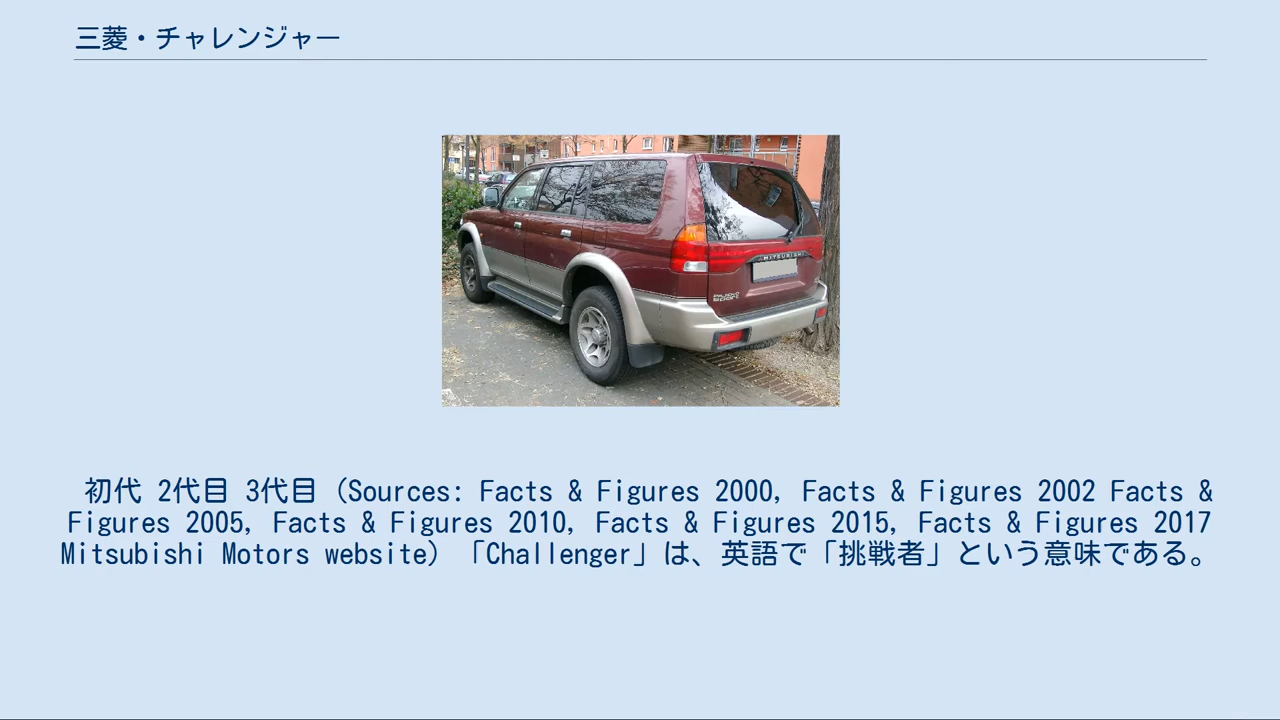 三菱・チャレンジャー
MITSUBISHI
初代 2代目 3代目（Sources: Facts & Figures 2000, Facts & Figures 2002 Facts &
Figures 2005, Facts & Figures 2010, Facts & Figures 2015, Facts & Figures 2017
Mitsubishi Motors website）「Challenger」は、英語で「挑戦者」という意味である。